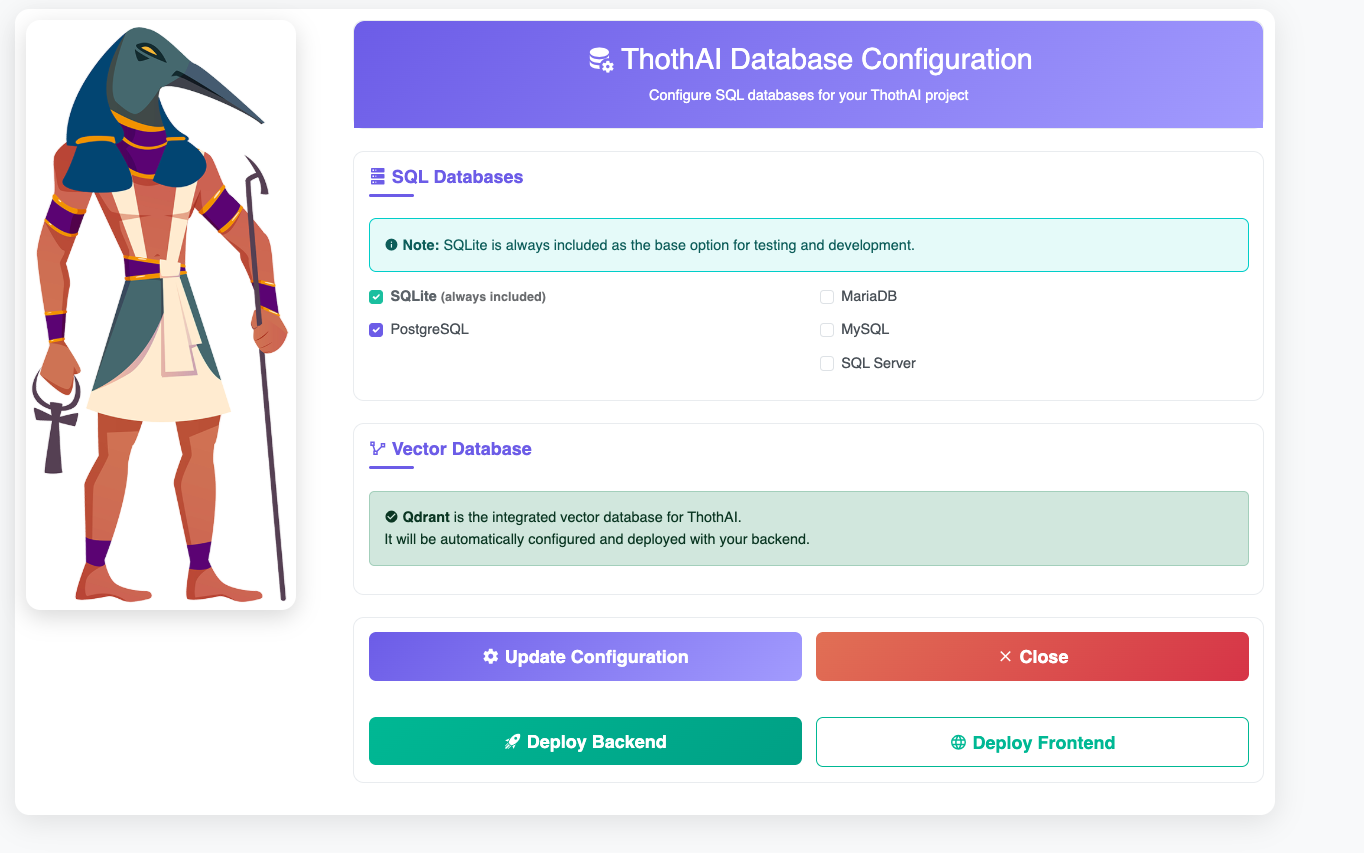 ThothAI Database Configuration
Configure SQL databases for your ThothAI project
SQL Databases
Note: SQLite is always included as the base option for testing and development.
SQLite (always included)
PostgreSQL
MariaDB
MySQL
SQL Server
Vector Database
Qdrant is the integrated vector database for ThothAI.
It will be automatically configured and deployed with your backend.
Update Configuration
Close
Deploy Backend
Deploy Frontend